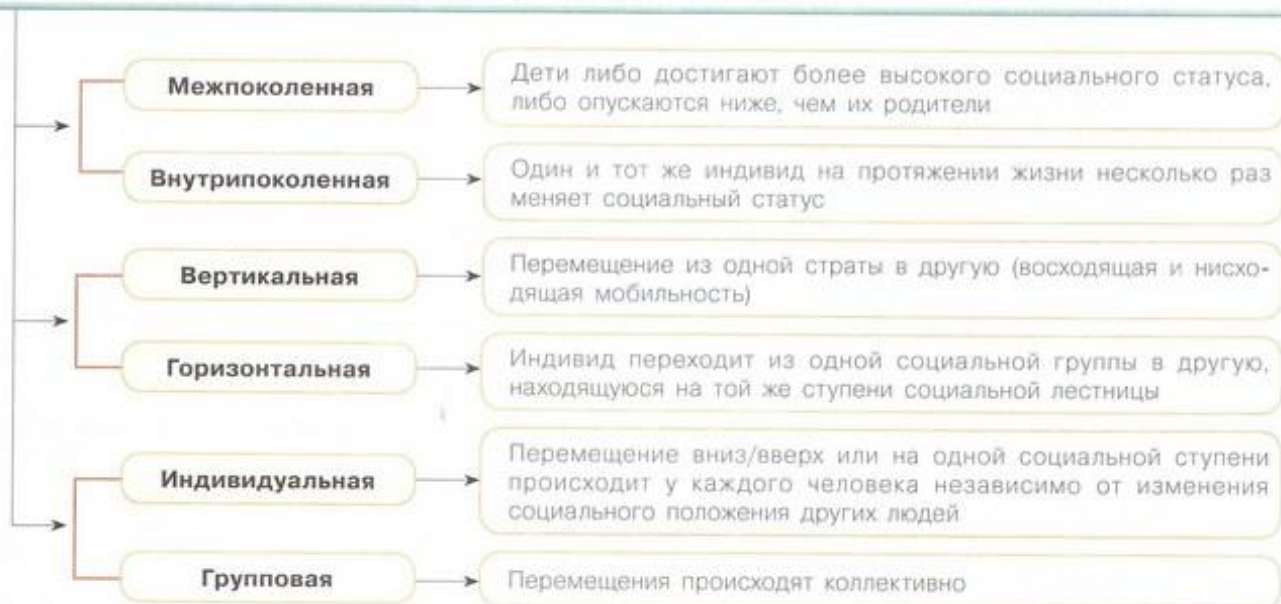 Межпоколенная
Дети либо достигают более высокого социального статуса,
либо опускаются ниже, чем их родители
Внутрипоколенная
Один и тот же индивид на протяжении жизни несколько раз
меняет социальный статус
Вертикальная
Перемещение из одной страты в другую (восходящая и нисхо-
дящая мобильность)
Горизонтальная
Индивид переходит из одной социальной группы в другую,
находящуюся на той же ступени социальной лестницы
Индивидуальная
Перемещение вниз/вверх или на одной социальной ступени
происходит у каждого человека независимо от изменения
социального положения других людей
Групповая
Перемещения происходят коллективно